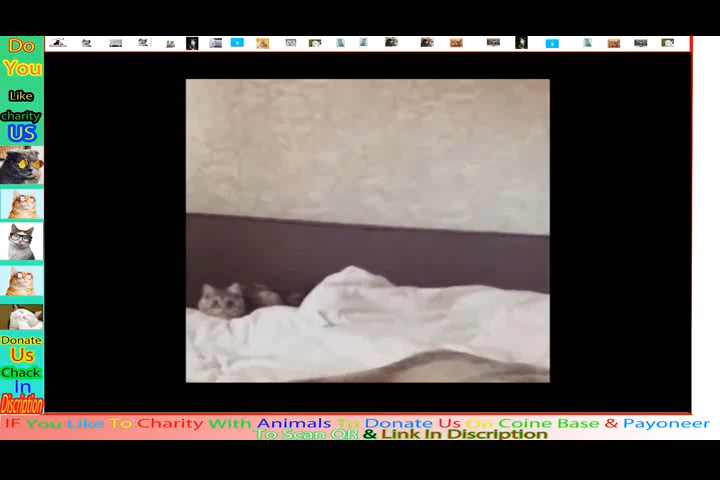 Do
You
Like
charity
US
Donate
Us
Chack
In
Discription
IF You Like To Charity With Animals To Donate Us On Coine Base & Payoneer
To Scan QR & Link In Discription